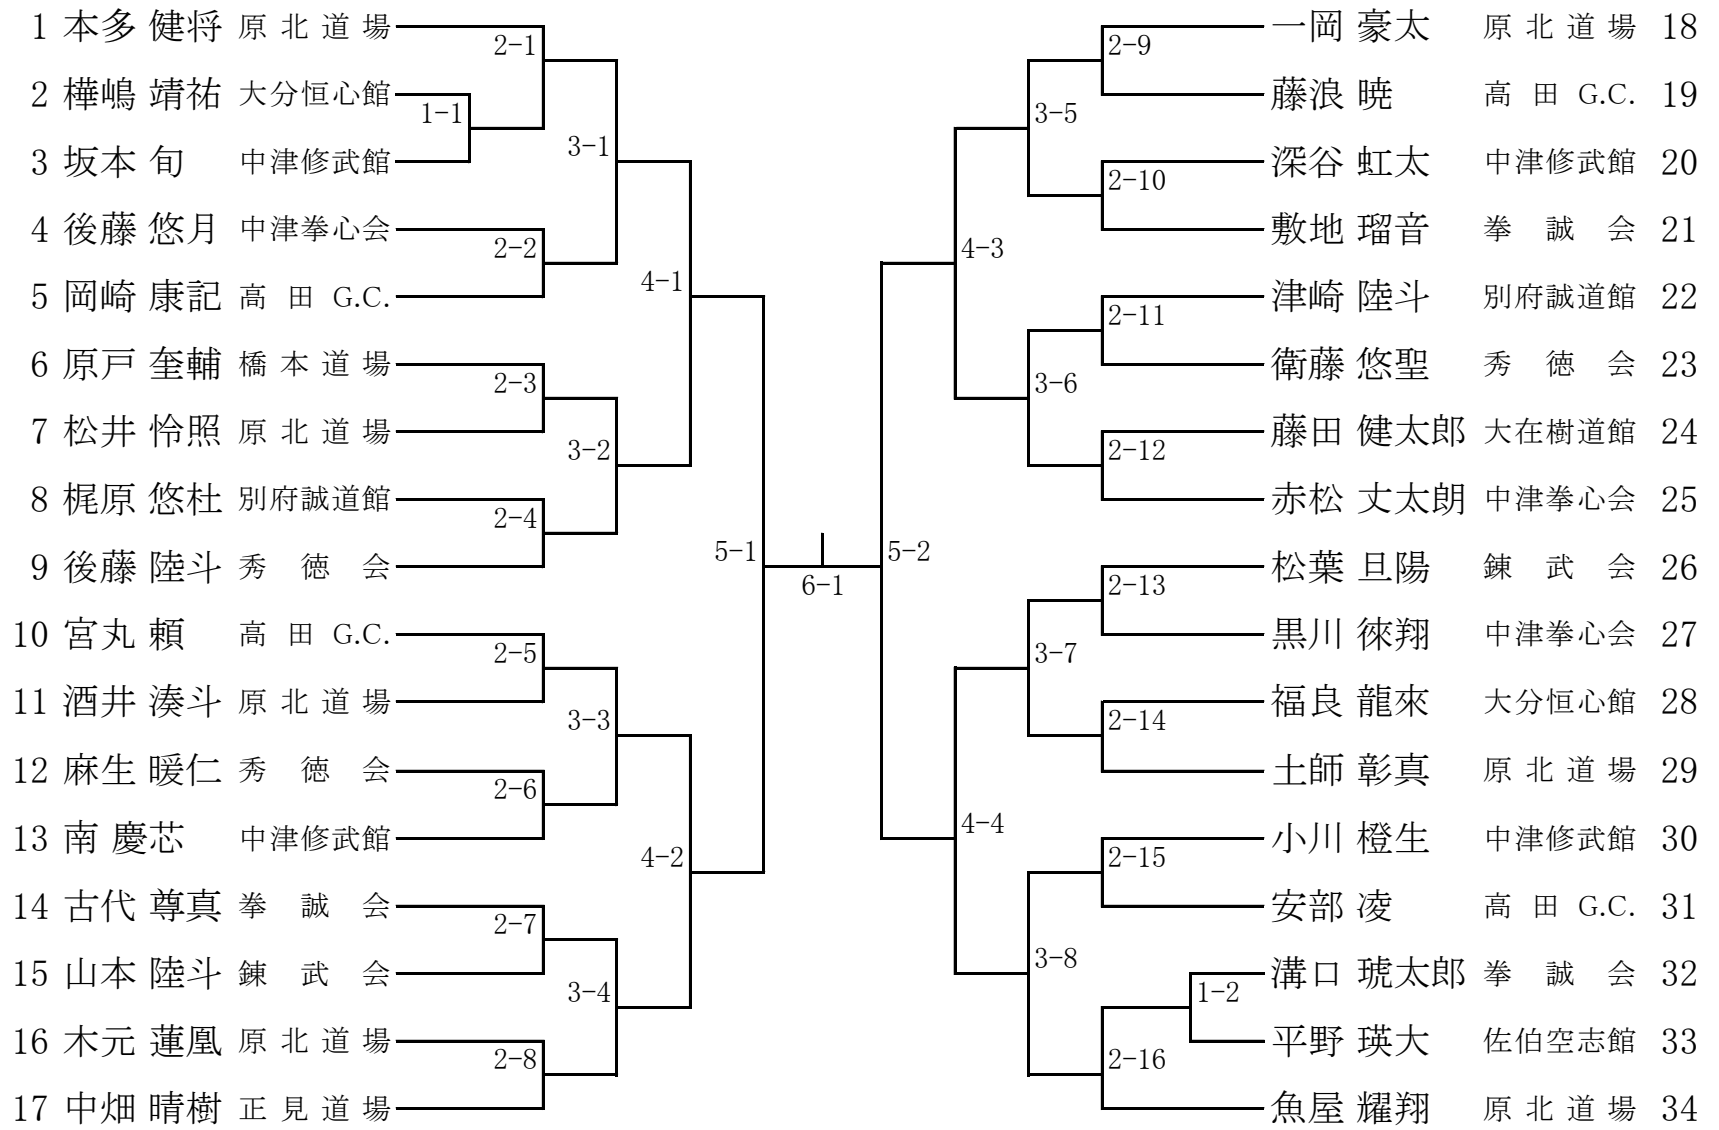 1 本多 健将 原北道場
2-1
2 樺嶋 靖祐 大分恒心館
1-1
3-1
3 坂本 旬 中津修武館
4 後藤 悠月 中津拳心会
2-2
4-1
5 岡崎 康記 高田 G.C.
6 原戸 奎輔 橋本道場
2-3
7 松井 怜照 原北道場
3-2
8 梶原 悠杜 別府誠道館
2-4
5-1
9 後藤 陸斗 秀徳会
10 宮丸 頼 高田 G.C.
2-5
11 酒井 湊斗 原北道場
3-3
12 麻生 暖仁 秀徳会
2-6
13 南 慶芯 中津修武館
4-2
14 古代 尊真 拳誠会
2-7
15 山本 陸斗 錬武会
3-4
16 木元 蓮凰 原北道場
2-8
17 中畑 晴樹 正見道場
6-1
一岡 豪太 原北道場 18
2-9
藤浪 暁 高田 G.C. 19
3-5
深谷 虹太 中津修武館 20
2-10
敷地 瑠音 拳誠会 21
4-3
津崎 陸斗 別府誠道館 22
2-11
衛藤 悠聖 秀徳会 23
3-6
藤田 健太郎 大在樹道館 24
2-12
赤松 丈太朗 中津拳心会 25
5-2
松葉 旦陽 錬武会 26
2-13
黒川 徠翔 中津拳心会 27
3-7
福良 龍來 大分恒心館 28
2-14
土師 彰真 原北道場 29
4-4
小川 橙生 中津修武館 30
2-15
安部 凌 高田 G.C. 31
3-8
溝口 琥太郎 拳誠会 32
1-2
平野 瑛大 佐伯空志館 33
2-16
魚屋 耀翔 原北道場 34